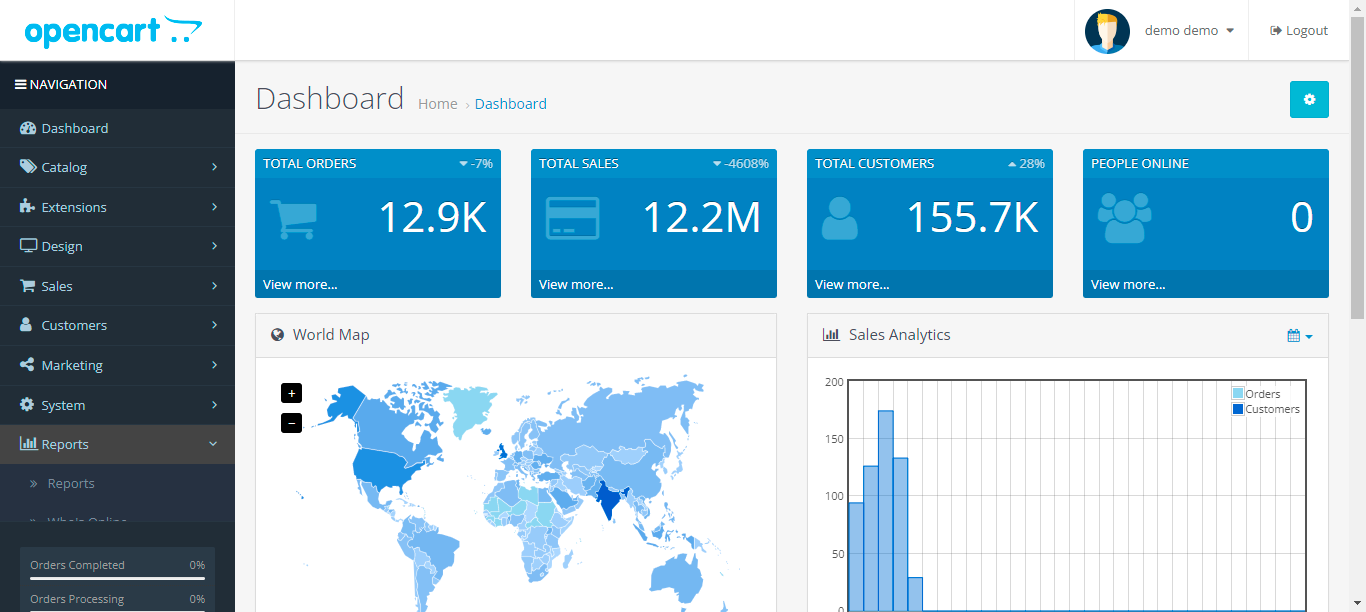 opencart
demo demo
Logout
NAVIGATION
Dashboard
Catalog
Extensions
Design
Sales
Customers
Marketing
System
Reports
» Reports
» Who's Online
Orders Completed 0%
Orders Processing 0%
Dashboard Home › Dashboard
TOTAL ORDERS -7%
12.9K
View more...
TOTAL SALES -4608%
12.2M
View more...
TOTAL CUSTOMERS 28%
155.7K
View more...
PEOPLE ONLINE
0
View more...
World Map
+
−
Sales Analytics
200
150
100
50
0
Orders
Customers